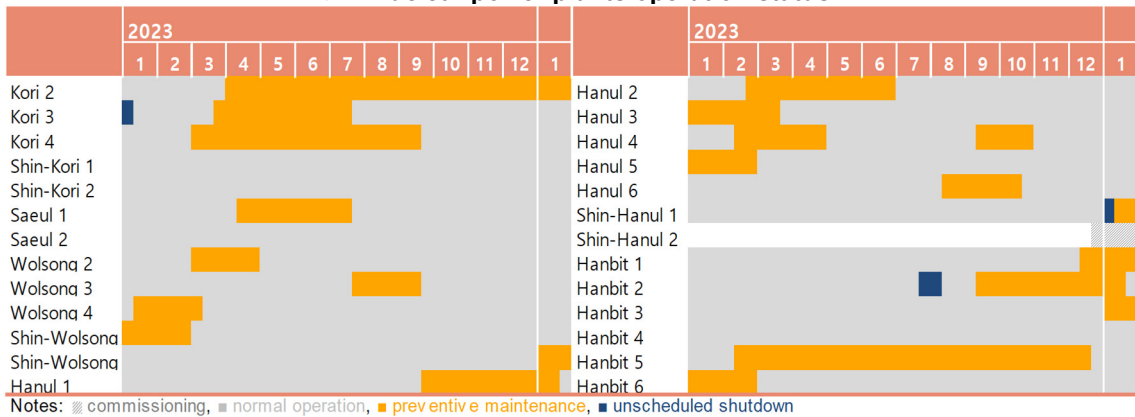 2023 2023
1 2 3 4 5 6 7 8 9 10 11 12 1 1 2 3 4 5 6 7 8 9 10 11 12 1
Kori 2 Hanul 2
Kori 3 Hanul 3
Kori 4 Hanul 4
Shin-Kori 1 Hanul 5
Shin-Kori 2 Hanul 6
Saeul 1 Shin-Hanul 1
Saeul 2 Shin-Hanul 2
Wolsong 2 Hanbit 1
Wolsong 3 Hanbit 2
Wolsong 4 Hanbit 3
Shin-Wolsong Hanbit 4
Shin-Wolsong Hanbit 5
Hanul 1 Hanbit 6
Notes: commissioning, normal operation, preventive maintenance, unscheduled shutdown